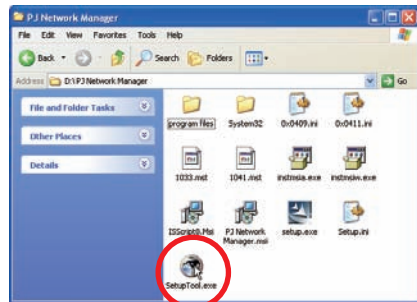 PJ Network Manager
File Edit View Favorites Tools Help
Back Search Folders
Address D:\PJ Network Manager Go
File and Folder Tasks
Other Places
Details
program files System32 0x0409.ini 0x0411.ini
1033.mst 1041.mst instmsia.exe instmsiw.exe
ISScript9.Msi PJ Network Manager.msi setup.exe Setup.ini
SetupTool.exe